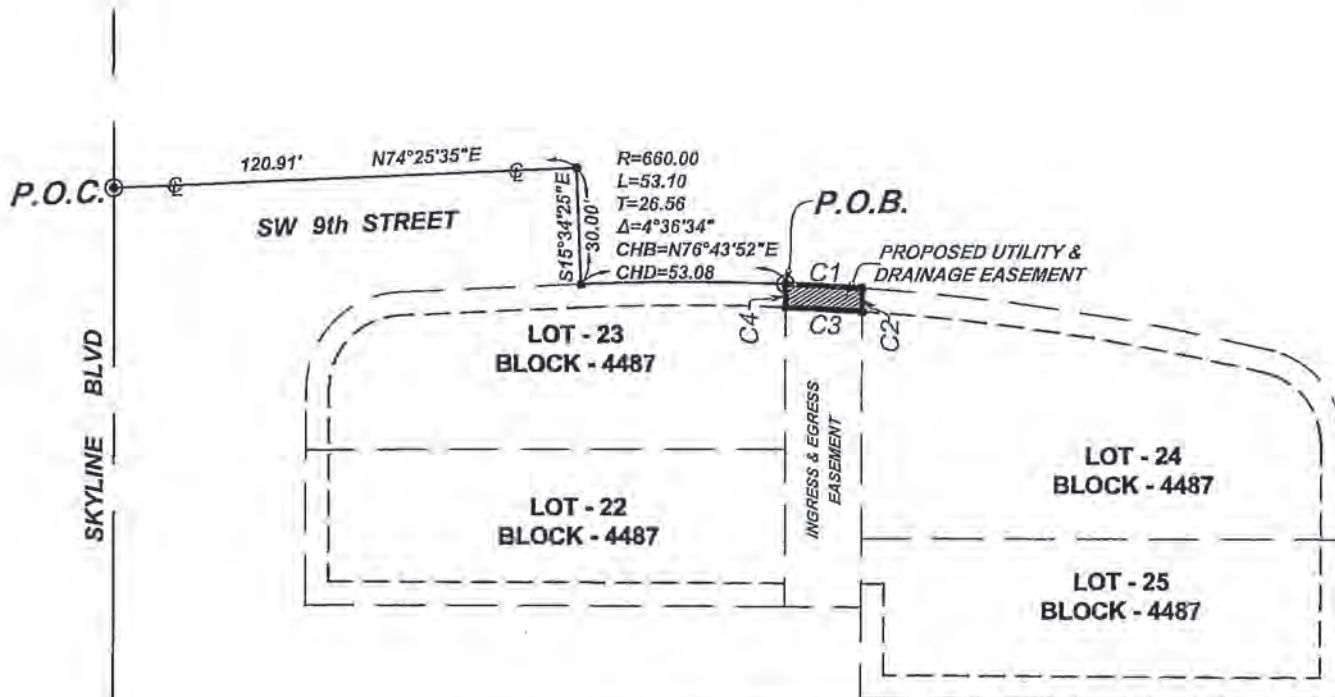 120.91' N74°25'35"E
P.O.C.
℄ ℄
SW 9th STREET
S15°34'25"E
30.00'
R=660.00
L=53.10
T=26.56
Δ=4°36'34"
CHB=N76°43'52"E
CHD=53.08
P.O.B.
PROPOSED UTILITY &
DRAINAGE EASEMENT
C1
C4
C3
C2
LOT - 23
BLOCK - 4487
SKYLINE BLVD
INGRESS & EGRESS
EASEMENT
LOT - 24
BLOCK - 4487
LOT - 22
BLOCK - 4487
LOT - 25
BLOCK - 4487